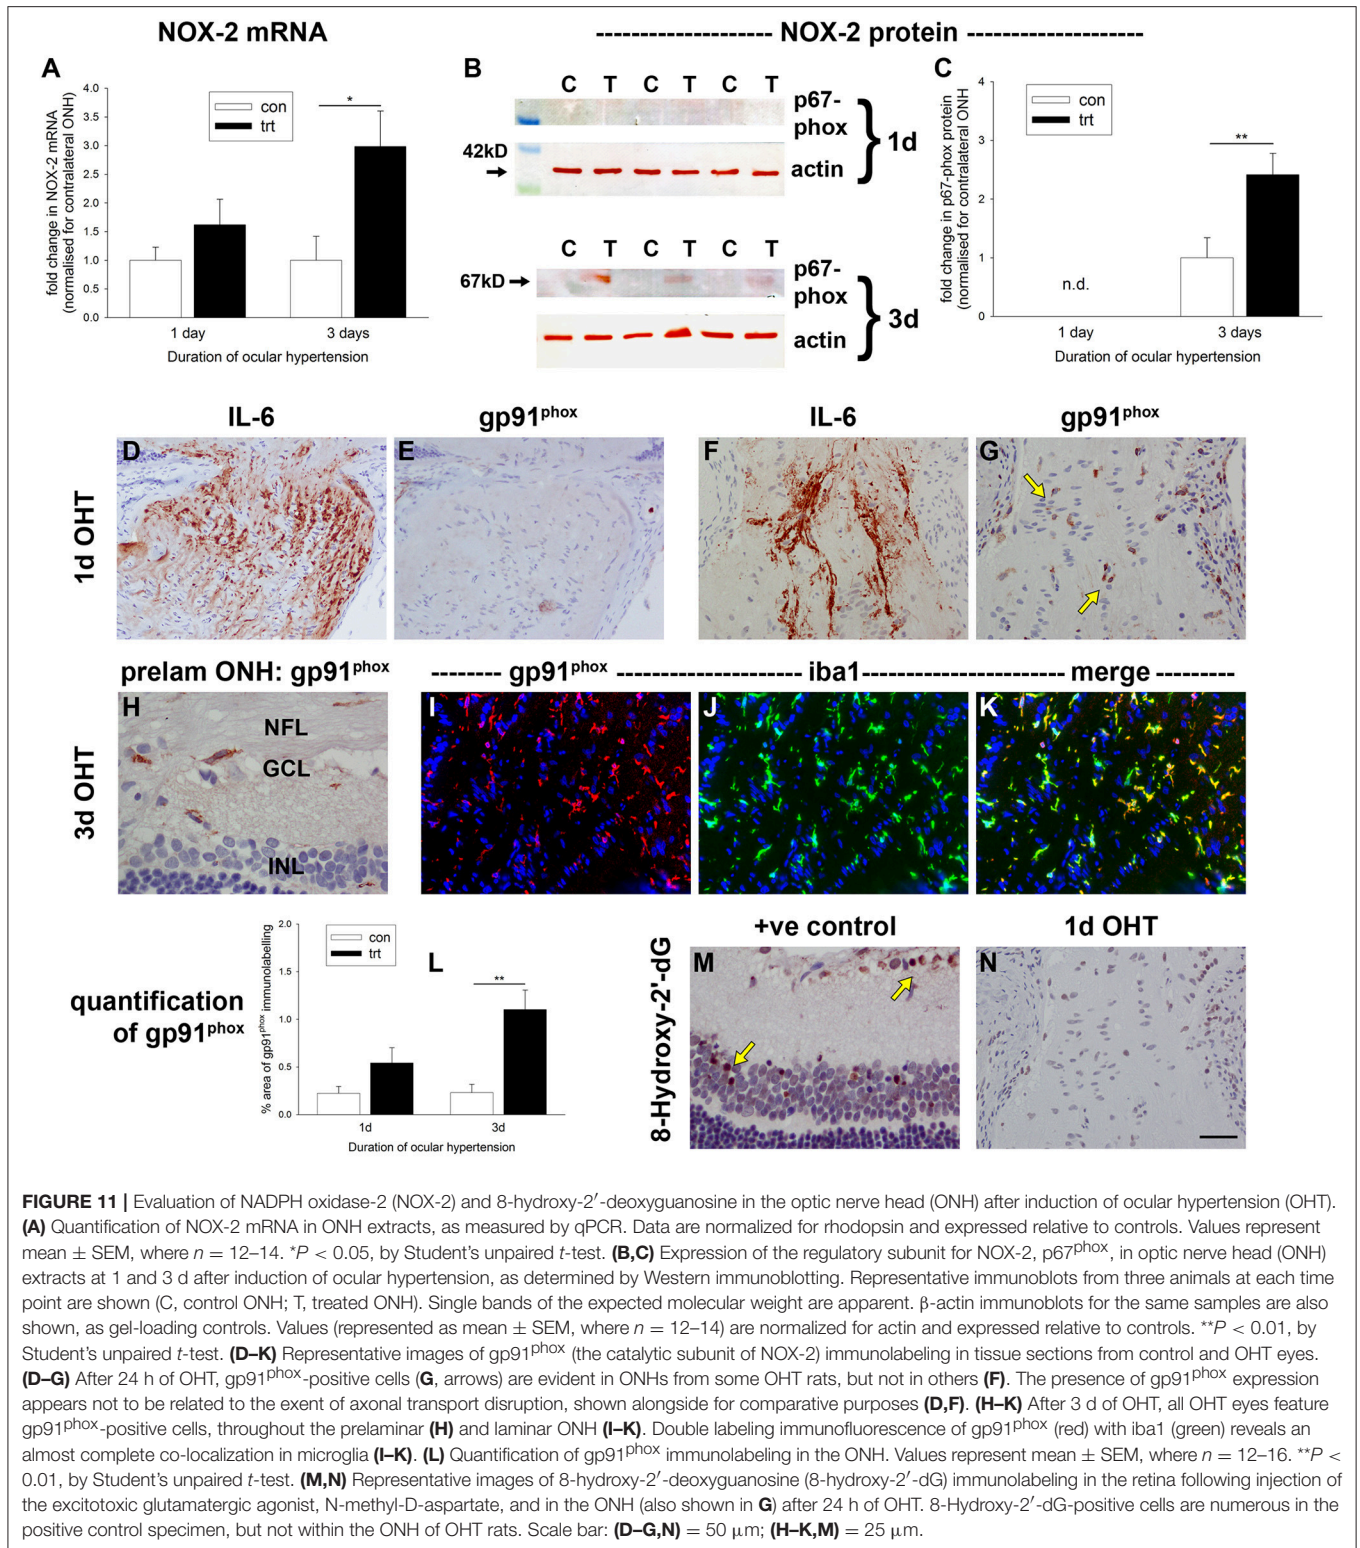 NOX-2 mRNA
-------------------- NOX-2 protein --------------------
A
fold change in NOX-2 mRNA
(normalised for contralateral ONH)
4.0
3.5
3.0
2.5
2.0
1.5
1.0
0.5
0.0
con
trt
*
1 day
3 days
Duration of ocular hypertension
B
C T C T C T
p67-
phox
42kD
actin
1d
C T C T C T
67kD
p67-
phox
actin
3d
C
fold change in p67-phox protein
(normalised for contralateral ONH)
4
3
2
1
0
con
trt
**
n.d.
1 day
3 days
Duration of ocular hypertension
IL-6
gp91phox
IL-6
gp91phox
1d OHT
D
E
F
G
prelam ONH: gp91phox
-------- gp91phox -------------------- iba1 -------------------- merge ---------
3d OHT
H
NFL
GCL
INL
I
J
K
quantification
of gp91phox
% area of gp91phox immunolabelling
2.0
1.5
1.0
0.5
0.0
con
trt
L
**
1d
3d
Duration of ocular hypertension
+ve control
1d OHT
8-Hydroxy-2'-dG
M
N
FIGURE 11 | Evaluation of NADPH oxidase-2 (NOX-2) and 8-hydroxy-2′-deoxyguanosine in the optic nerve head (ONH) after induction of ocular hypertension (OHT).
(A) Quantification of NOX-2 mRNA in ONH extracts, as measured by qPCR. Data are normalized for rhodopsin and expressed relative to controls. Values represent
mean ± SEM, where n = 12–14. *P < 0.05, by Student's unpaired t-test. (B,C) Expression of the regulatory subunit for NOX-2, p67phox, in optic nerve head (ONH)
extracts at 1 and 3 d after induction of ocular hypertension, as determined by Western immunoblotting. Representative immunoblots from three animals at each time
point are shown (C, control ONH; T, treated ONH). Single bands of the expected molecular weight are apparent. β-actin immunoblots for the same samples are also
shown, as gel-loading controls. Values (represented as mean ± SEM, where n = 12–14) are normalized for actin and expressed relative to controls. **P < 0.01, by
Student's unpaired t-test. (D–K) Representative images of gp91phox (the catalytic subunit of NOX-2) immunolabeling in tissue sections from control and OHT eyes.
(D–G) After 24 h of OHT, gp91phox-positive cells (G, arrows) are evident in ONHs from some OHT rats, but not in others (F). The presence of gp91phox expression
appears not to be related to the exent of axonal transport disruption, shown alongside for comparative purposes (D,F). (H–K) After 3 d of OHT, all OHT eyes feature
gp91phox-positive cells, throughout the prelaminar (H) and laminar ONH (I–K). Double labeling immunofluorescence of gp91phox (red) with iba1 (green) reveals an
almost complete co-localization in microglia (I–K). (L) Quantification of gp91phox immunolabeling in the ONH. Values represent mean ± SEM, where n = 12–16. **P <
0.01, by Student's unpaired t-test. (M,N) Representative images of 8-hydroxy-2′-deoxyguanosine (8-hydroxy-2′-dG) immunolabeling in the retina following injection of
the excitotoxic glutamatergic agonist, N-methyl-D-aspartate, and in the ONH (also shown in G) after 24 h of OHT. 8-Hydroxy-2′-dG-positive cells are numerous in the
positive control specimen, but not within the ONH of OHT rats. Scale bar: (D–G,N) = 50 μm; (H–K,M) = 25 μm.